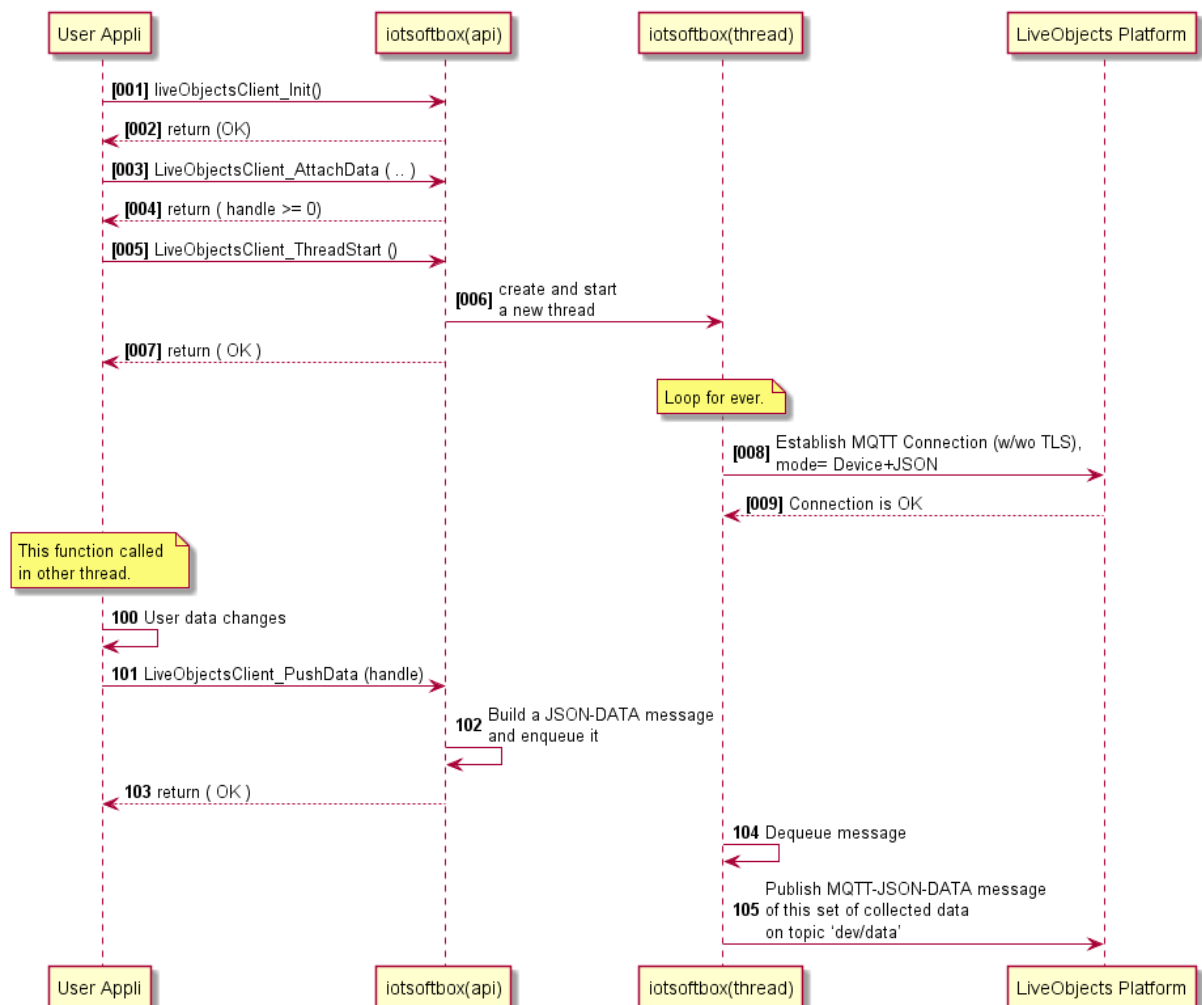 User Appli
iotsoftbox(api)
iotsoftbox(thread)
LiveObjects Platform
[001] liveObjectsClient_Init()
[002] return (OK)
[003] LiveObjectsClient_AttachData ( .. )
[004] return ( handle >= 0)
[005] LiveObjectsClient_ThreadStart ()
[006] create and start
a new thread
[007] return ( OK )
Loop for ever.
[008] Establish MQTT Connection (w/wo TLS),
mode= Device+JSON
[009] Connection is OK
This function called
in other thread.
100 User data changes
101 LiveObjectsClient_PushData (handle)
102 Build a JSON-DATA message
and enqueue it
103 return ( OK )
104 Dequeue message
Publish MQTT-JSON-DATA message
105 of this set of collected data
on topic ‘dev/data’
User Appli
iotsoftbox(api)
iotsoftbox(thread)
LiveObjects Platform